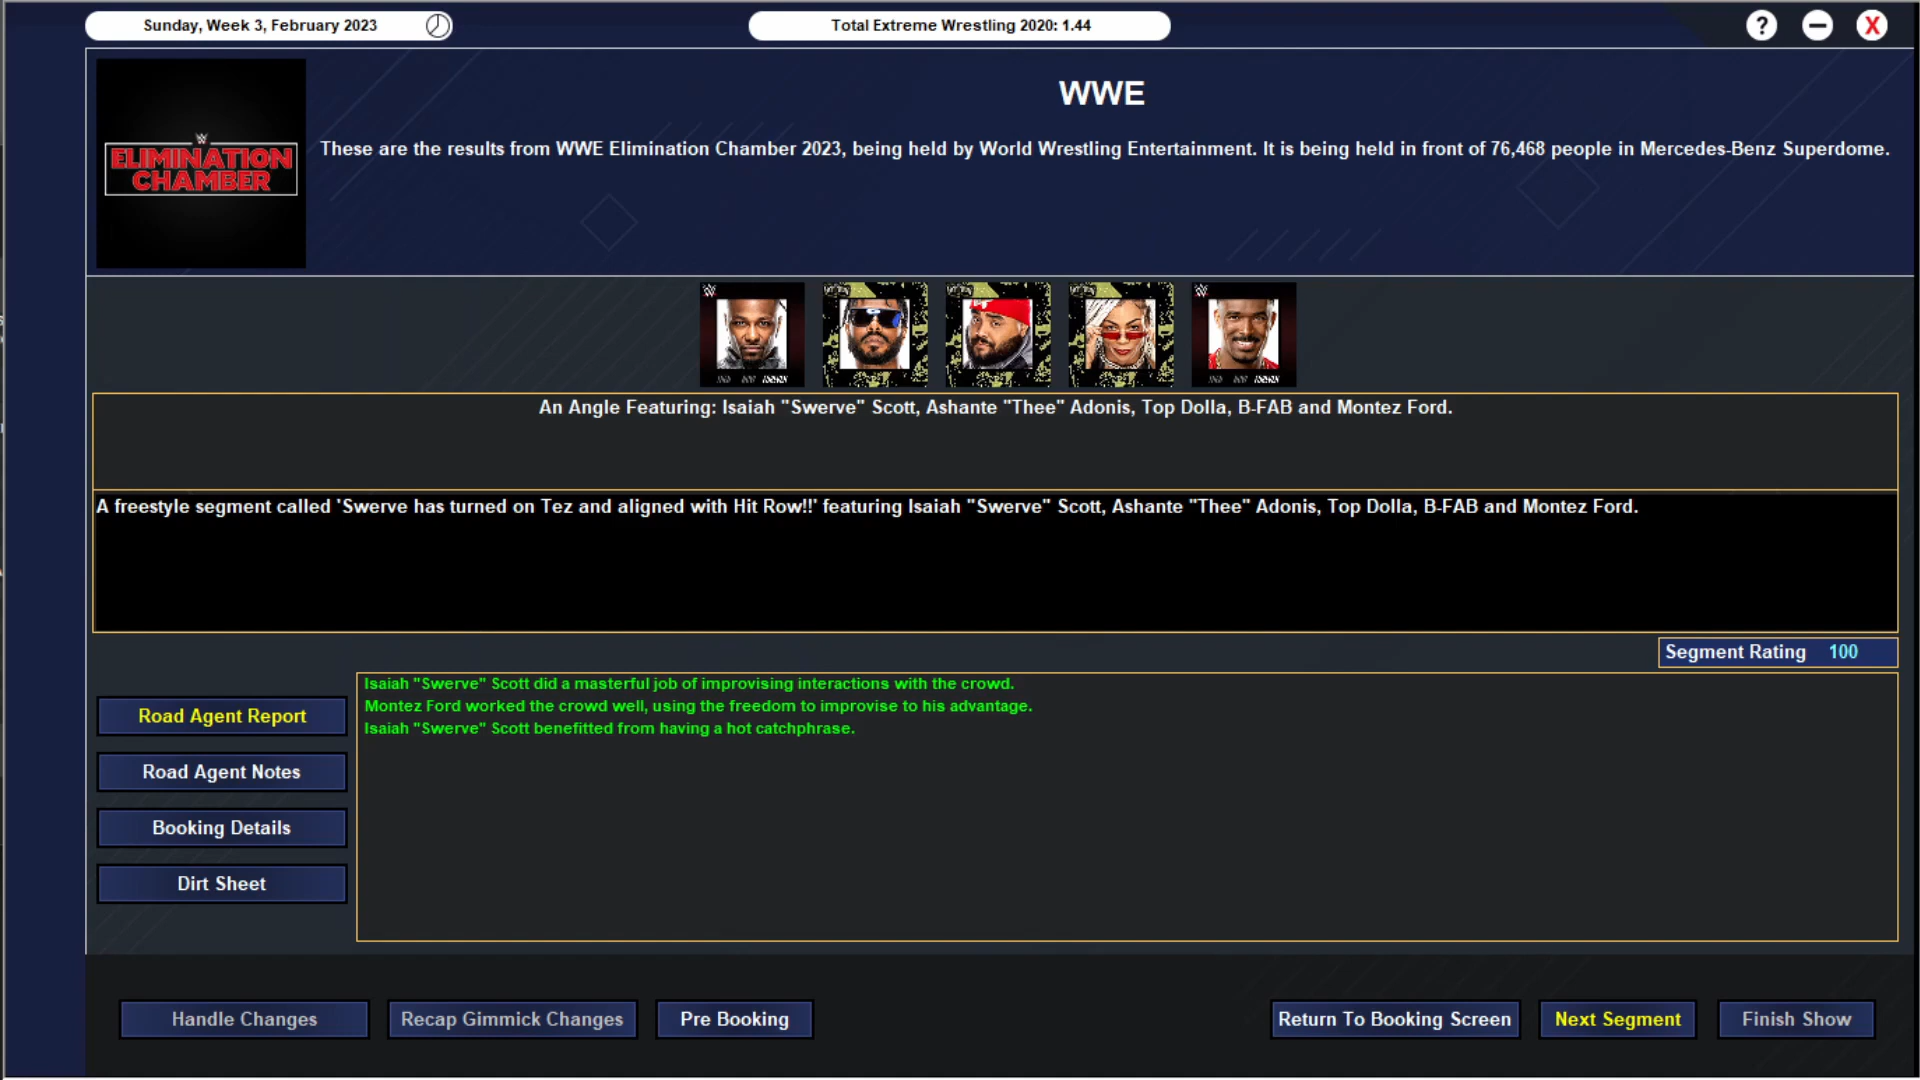 Sunday, Week 3, February 2023
Total Extreme Wrestling 2020: 1.44
?
X
W
ELIMINATION
CHAMBER
WWE
These are the results from WWE Elimination Chamber 2023, being held by World Wrestling Entertainment. It is being held in front of 76,468 people in Mercedes-Benz Superdome.
An Angle Featuring: Isaiah "Swerve" Scott, Ashante "Thee" Adonis, Top Dolla, B-FAB and Montez Ford.
A freestyle segment called 'Swerve has turned on Tez and aligned with Hit Row!!' featuring Isaiah "Swerve" Scott, Ashante "Thee" Adonis, Top Dolla, B-FAB and Montez Ford.
Segment Rating 100
Road Agent Report
Road Agent Notes
Booking Details
Dirt Sheet
Isaiah "Swerve" Scott did a masterful job of improvising interactions with the crowd.
Montez Ford worked the crowd well, using the freedom to improvise to his advantage.
Isaiah "Swerve" Scott benefitted from having a hot catchphrase.
Handle Changes
Recap Gimmick Changes
Pre Booking
Return To Booking Screen
Next Segment
Finish Show